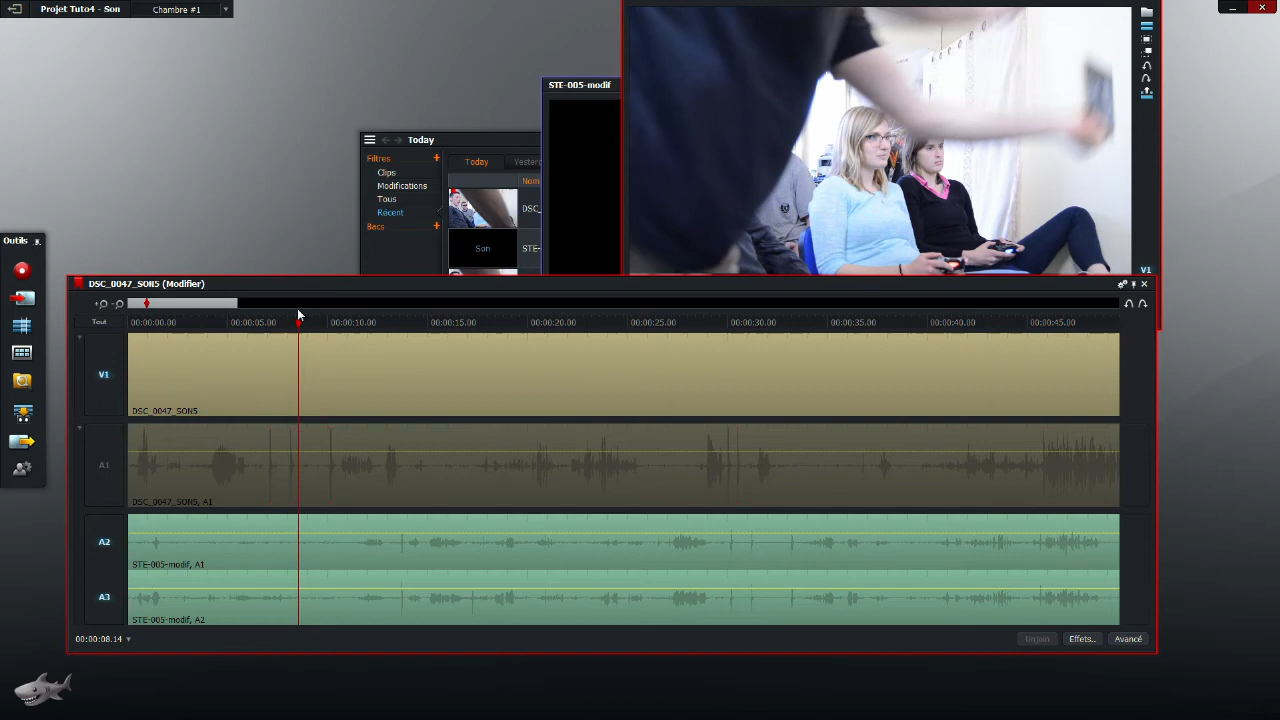 Projet Tuto4 - Son
Chambre #1
STE-005-modif
Today
Filtres
Clips
Modifications
Tous
Récent
Bacs
Today
Yesterd
Nom
DSC_
Son
STE-
V1
Outils
DSC_0047_SON5 (Modifier)
Tout
00:00:00.00
00:00:05.00
00:00:10.00
00:00:15.00
00:00:20.00
00:00:25.00
00:00:30.00
00:00:35.00
00:00:40.00
00:00:45.00
V1
DSC_0047_SON5
A1
DSC_0047_SON5, A1
A2
STE-005-modif, A1
A3
STE-005-modif, A2
00:00:08.14
Unjoin
Effets..
Avancé